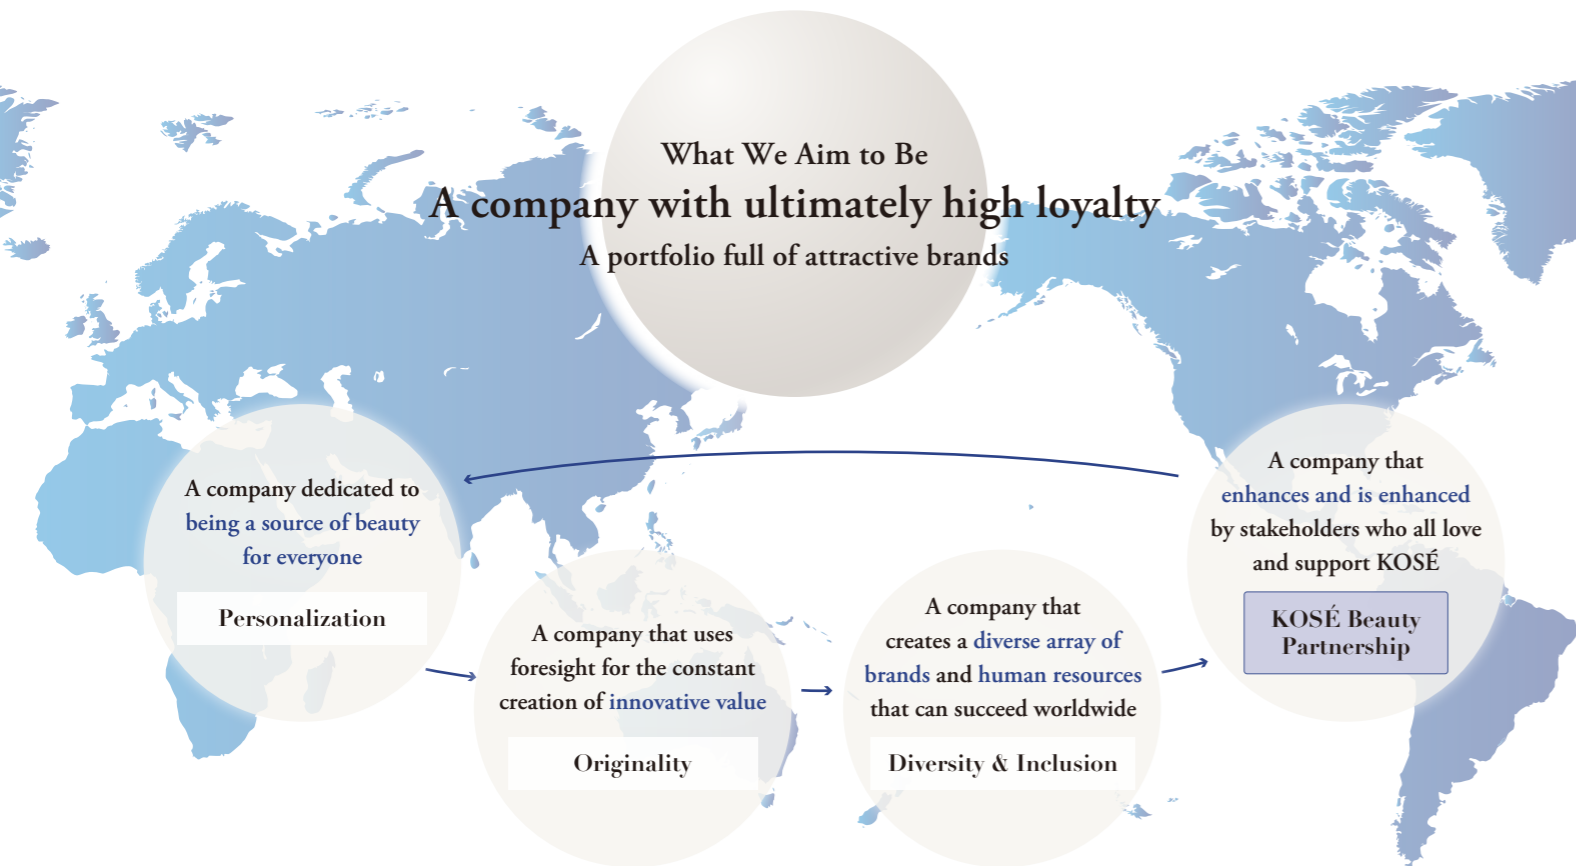 What We Aim to Be
A company with ultimately high loyalty
A portfolio full of attractive brands
A company dedicated to
being a source of beauty
for everyone
Personalization
A company that uses
foresight for the constant
creation of innovative value
Originality
A company that
creates a diverse array of
brands and human resources
that can succeed worldwide
Diversity & Inclusion
A company that
enhances and is enhanced
by stakeholders who all love
and support KOSÉ
KOSÉ Beauty
Partnership